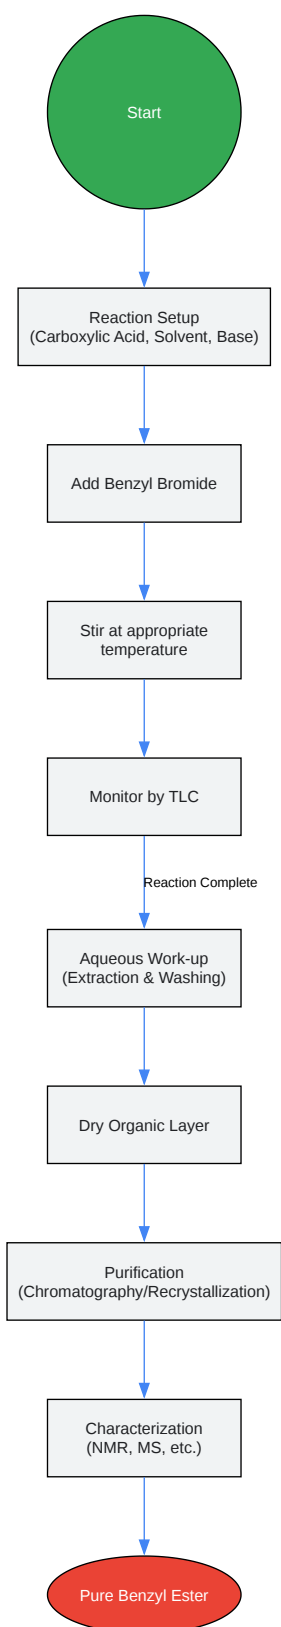 Start
Reaction Setup
(Carboxylic Acid, Solvent, Base)
Add Benzyl Bromide
Stir at appropriate
temperature
Monitor by TLC
Reaction Complete
Aqueous Work-up
(Extraction & Washing)
Dry Organic Layer
Purification
(Chromatography/Recrystallization)
Characterization
(NMR, MS, etc.)
Pure Benzyl Ester